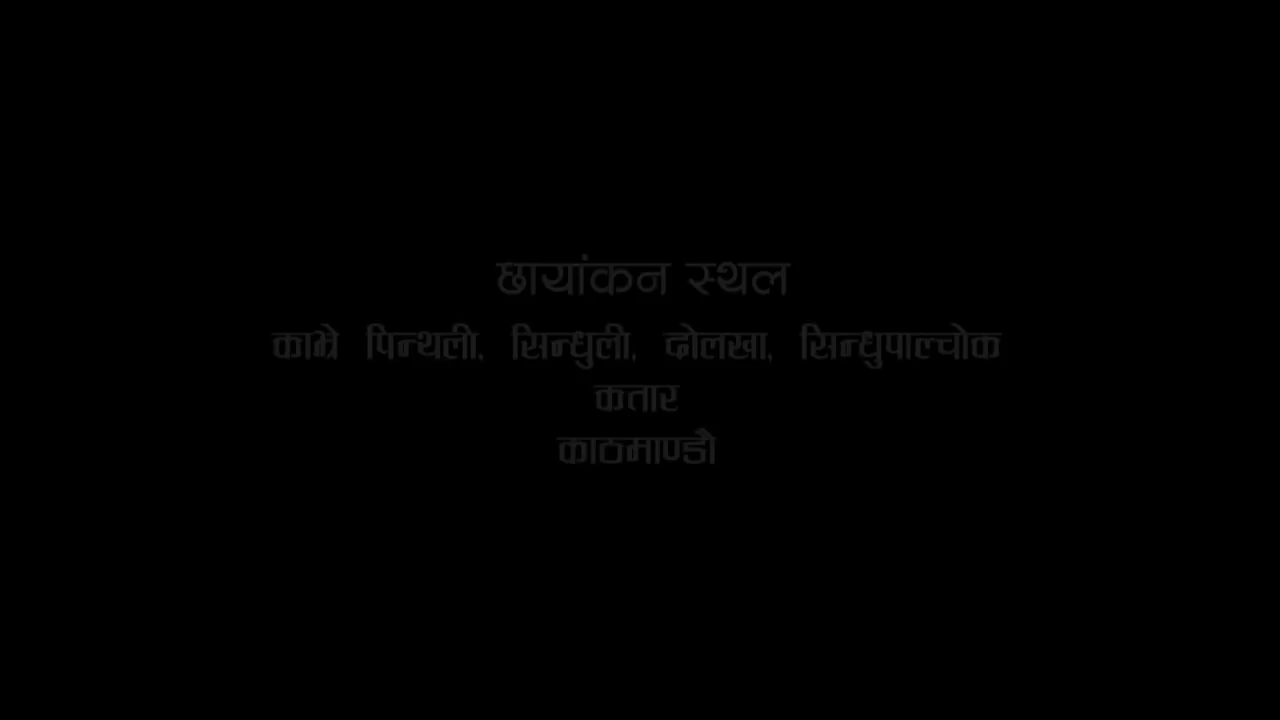 छायांकन स्थल
काभ्रे पिन्थली, सिन्धुली, दोलखा, सिन्धुपाल्चोक
कतार
काठमाण्डौ